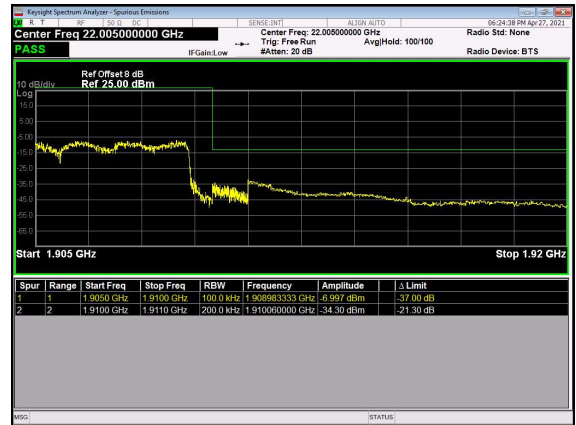 Keysight Spectrum Analyzer - Spurious Emissions
LXI R T RF 50 Ω DC SENSE:INT ALIGN AUTO 06:24:38 PM Apr 27, 2021
Center Freq 22.005000000 GHz Center Freq: 22.005000000 GHz Radio Std: None
Trig: Free Run Avg|Hold: 100/100
PASS IFGain:Low #Atten: 20 dB Radio Device: BTS
Ref Offset 8 dB
10 dB/div Ref 25.00 dBm
Log
15.0
5.00
-5.00
-15.0
-25.0
-35.0
-45.0
-55.0
-65.0
Start 1.905 GHz Stop 1.92 GHz
Spur Range Start Freq Stop Freq RBW Frequency Amplitude Δ Limit
1 1 1.9050 GHz 1.9100 GHz 100.0 kHz 1.908983333 GHz -6.997 dBm -37.00 dB
2 2 1.9100 GHz 1.9110 GHz 200.0 kHz 1.910060000 GHz -34.30 dBm -21.30 dB
MSG STATUS